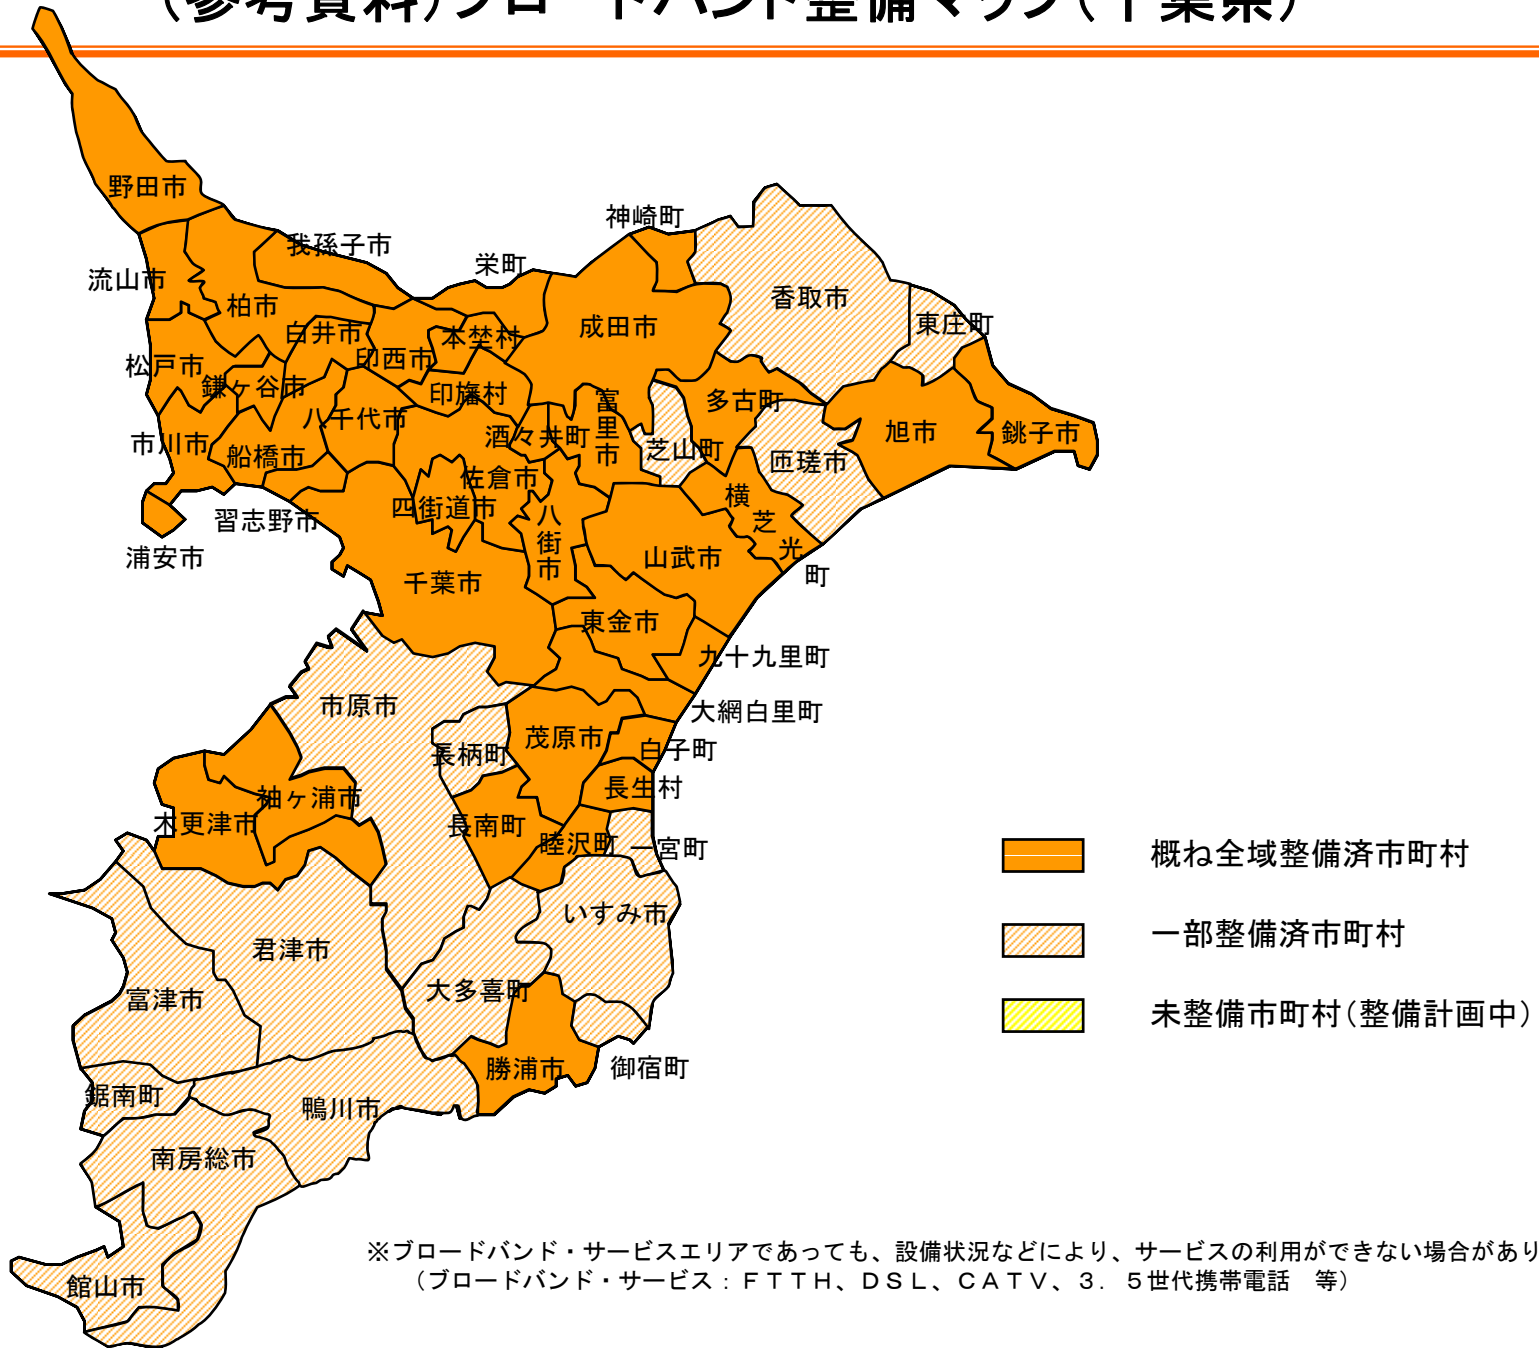 (参考資料)ブロードバンド整備マップ(千葉県)
野田市
神崎町
我孫子市
栄町
流山市
香取市
柏市
成田市
東庄町
白井市
本埜村
印西市
松戸市
鎌ヶ谷市
印旛村
富里市
多古町
八千代市
旭市
銚子市
酒々井町
市川市
芝山町
船橋市
匝瑳市
佐倉市
横芝光町
四街道市
八街市
習志野市
浦安市
山武市
千葉市
東金市
九十九里町
市原市
大網白里町
茂原市
白子町
長柄町
長生村
袖ヶ浦市
木更津市
長南町
睦沢町
一宮町
概ね全域整備済市町村
いすみ市
一部整備済市町村
君津市
大多喜町
富津市
未整備市町村(整備計画中)
勝浦市
御宿町
鋸南町
鴨川市
南房総市
館山市
※ブロードバンド・サービスエリアであっても、設備状況などにより、サービスの利用ができない場合があり
(ブロードバンド・サービス:FTTH、DSL、CATV、3.5世代携帯電話 等)